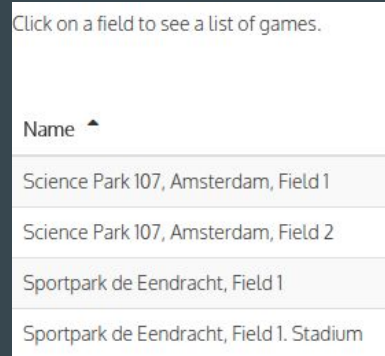 Click on a field to see a list of games.
Name
Science Park 107, Amsterdam, Field 1
Science Park 107, Amsterdam, Field 2
Sportpark de Eendracht, Field 1
Sportpark de Eendracht, Field 1. Stadium